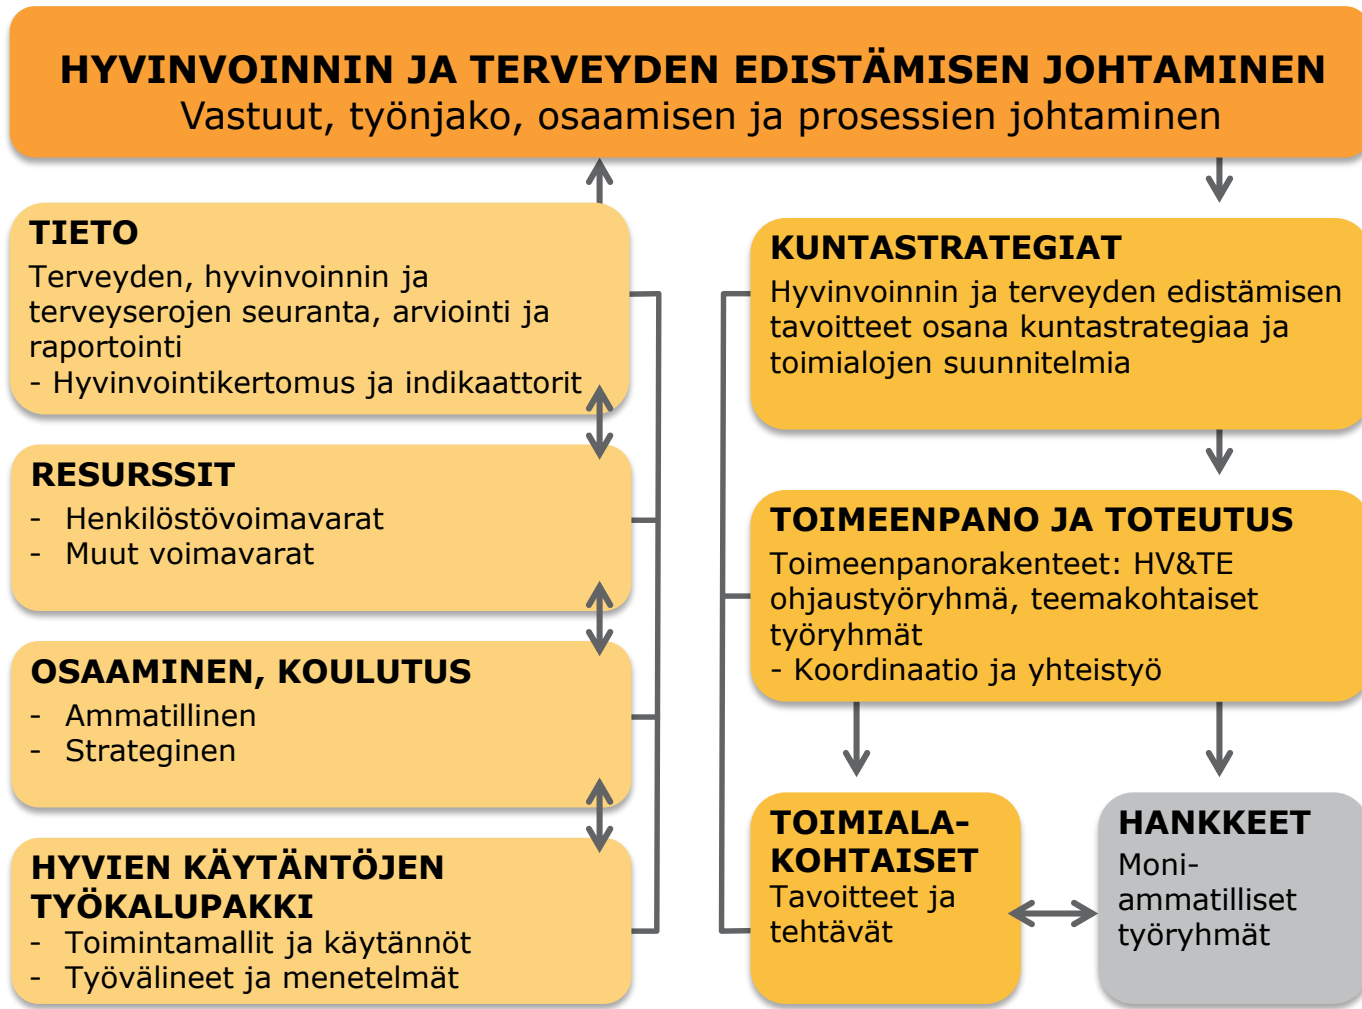 HYVINVOINNIN JA TERVEYDEN EDISTÄMISEN JOHTAMINEN
Vastuut, työnjako, osaamisen ja prosessien johtaminen
TIETO
Terveyden, hyvinvoinnin ja
terveyserojen seuranta, arviointi ja
raportointi
- Hyvinvointikertomus ja indikaattorit
RESURSSIT
- Henkilöstövoimavarat
- Muut voimavarat
OSAAMINEN, KOULUTUS
- Ammatillinen
- Strateginen
HYVIEN KÄYTÄNTÖJEN
TYÖKALUPAKKI
- Toimintamallit ja käytännöt
- Työvälineet ja menetelmät
KUNTASTRATEGIAT
Hyvinvoinnin ja terveyden edistämisen
tavoitteet osana kuntastrategiaa ja
toimialojen suunnitelmia
TOIMEENPANO JA TOTEUTUS
Toimeenpanorakenteet: HV&TE
ohjaustyöryhmä, teemakohtaiset
työryhmät
- Koordinaatio ja yhteistyö
TOIMIALA-
KOHTAISET
Tavoitteet ja
tehtävät
HANKKEET
Moni-
ammatilliset
työryhmät